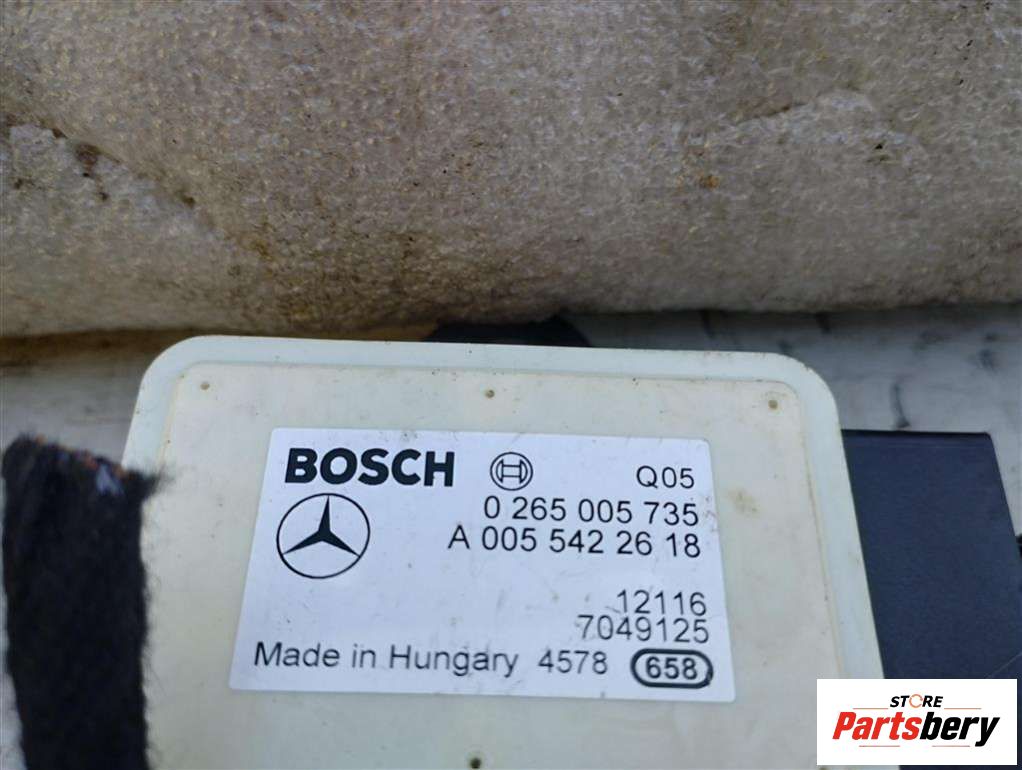 BOSCH
Q05
0 265 005 735
A 005 542 26 18
12116
7049125
Made in Hungary 4578 658
STORE
Partsbery